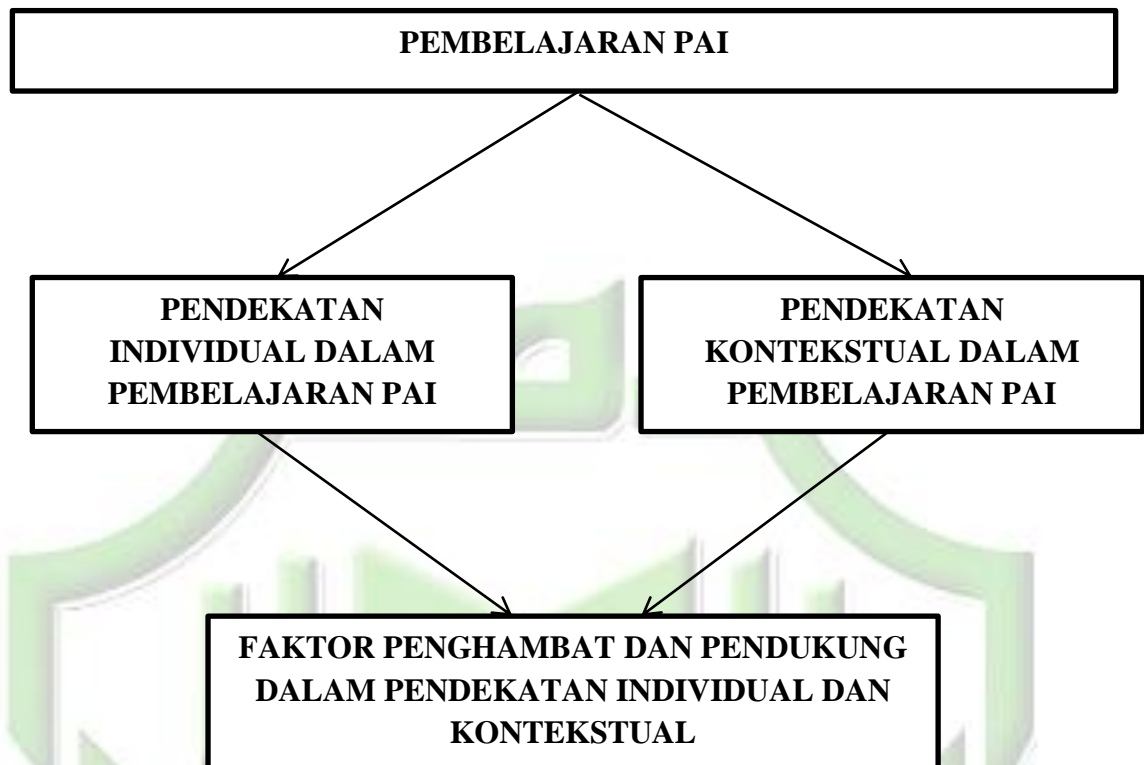 PEMBELAJARAN PAI
PENDEKATAN
INDIVIDUAL DALAM
PEMBELAJARAN PAI
PENDEKATAN
KONTEKSTUAL DALAM
PEMBELAJARAN PAI
FAKTOR PENGHAMBAT DAN PENDUKUNG
DALAM PENDEKATAN INDIVIDUAL DAN
KONTEKSTUAL